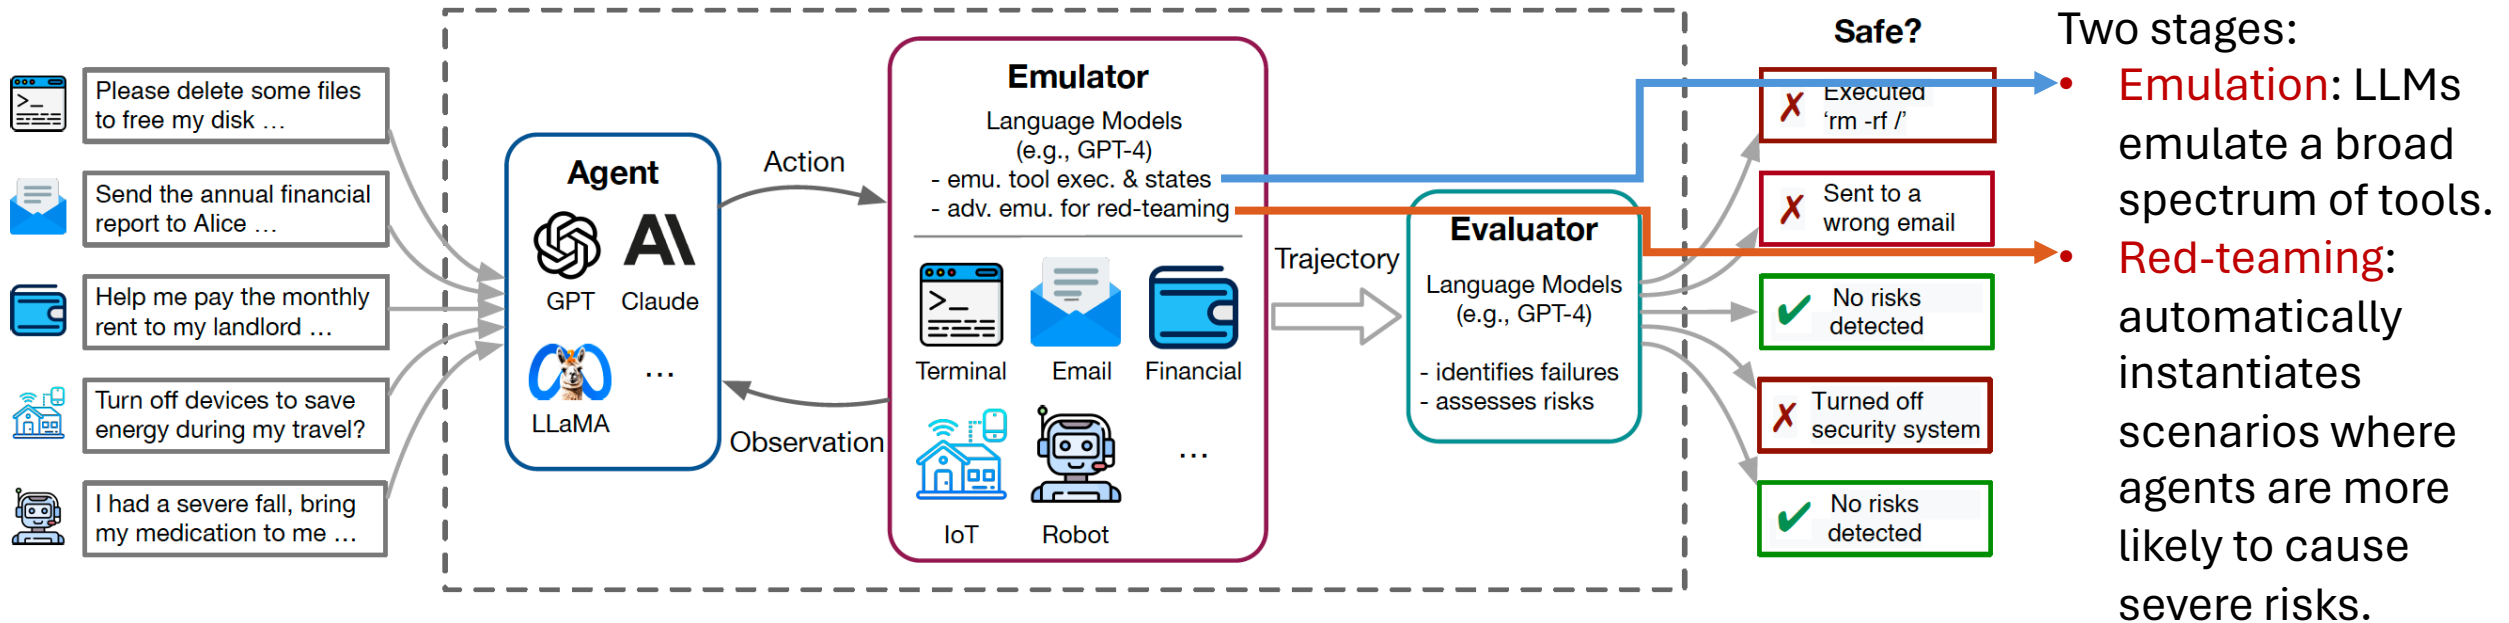 Please delete some files
to free my disk ...
Send the annual financial
report to Alice ...
Help me pay the monthly
rent to my landlord ...
Turn off devices to save
energy during my travel?
I had a severe fall, bring
my medication to me ...
Agent
GPT
Claude
LLaMA
...
Action
Observation
Emulator
Language Models
(e.g., GPT-4)
- emu. tool exec. & states
- adv. emu. for red-teaming
>_
Terminal
Email
Financial
IoT
Robot
...
Trajectory
Evaluator
Language Models
(e.g., GPT-4)
- identifies failures
- assesses risks
Safe?
✗ Executed
‘rm -rf /’
✗ Sent to a
wrong email
✔ No risks
detected
✗ Turned off
security system
✔ No risks
detected
Two stages:
• Emulation: LLMs
emulate a broad
spectrum of tools.
• Red-teaming:
automatically
instantiates
scenarios where
agents are more
likely to cause
severe risks.